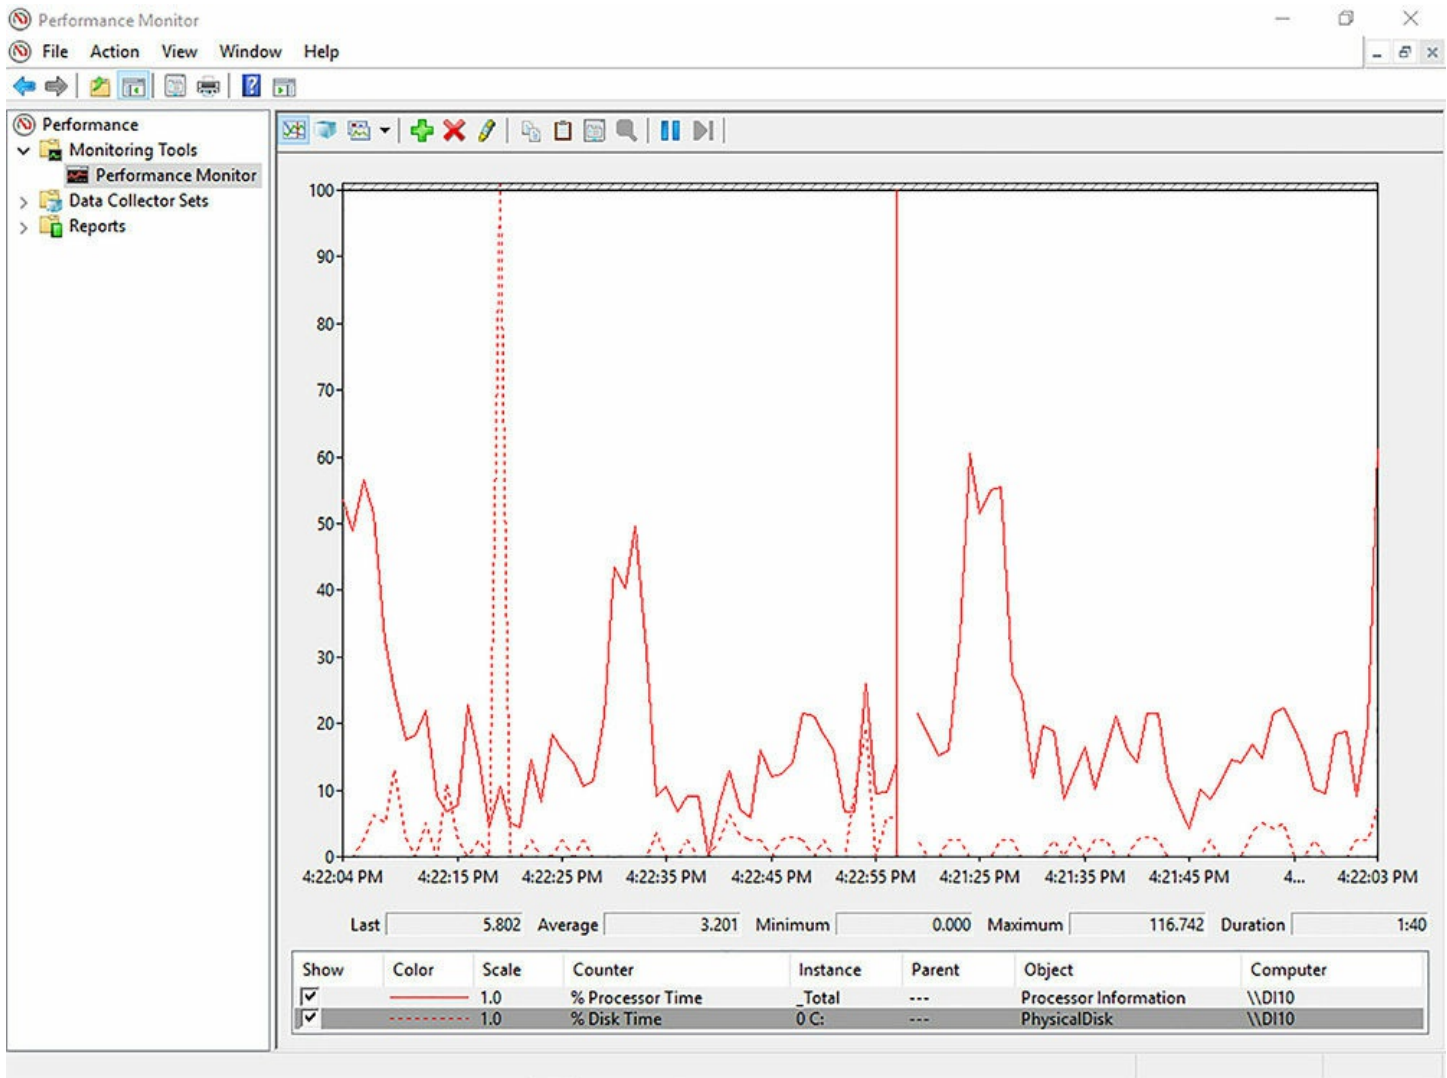 Performance Monitor
File Action View Window Help
Performance
Monitoring Tools
Performance Monitor
Data Collector Sets
Reports
100
90
80
70
60
50
40
30
20
10
0
4:22:04 PM 4:22:15 PM 4:22:25 PM 4:22:35 PM 4:22:45 PM 4:22:55 PM 4:21:25 PM 4:21:35 PM 4:21:45 PM 4... 4:22:03 PM
Last 5.802 Average 3.201 Minimum 0.000 Maximum 116.742 Duration 1:40
Show Color Scale Counter Instance Parent Object Computer
1.0 % Processor Time _Total --- Processor Information \\DI10
1.0 % Disk Time 0 C: --- PhysicalDisk \\DI10